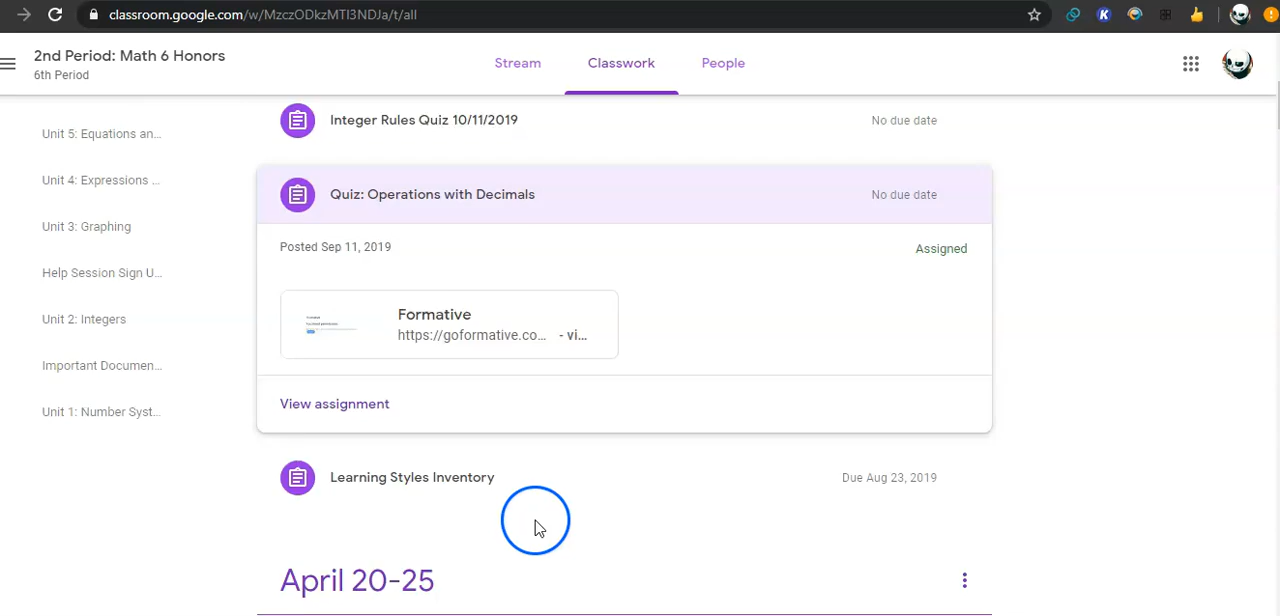 classroom.google.com/w/MzczODkzMTI3NDJa/t/all
K
2nd Period: Math 6 Honors
6th Period
Stream
Classwork
People
Unit 5: Equations an...
Unit 4: Expressions ...
Unit 3: Graphing
Help Session Sign U...
Unit 2: Integers
Important Documen...
Unit 1: Number Syst...
Integer Rules Quiz 10/11/2019
No due date
Quiz: Operations with Decimals
No due date
Posted Sep 11, 2019
Assigned
Formative
https://goformative.co... - vi...
View assignment
Learning Styles Inventory
Due Aug 23, 2019
April 20-25